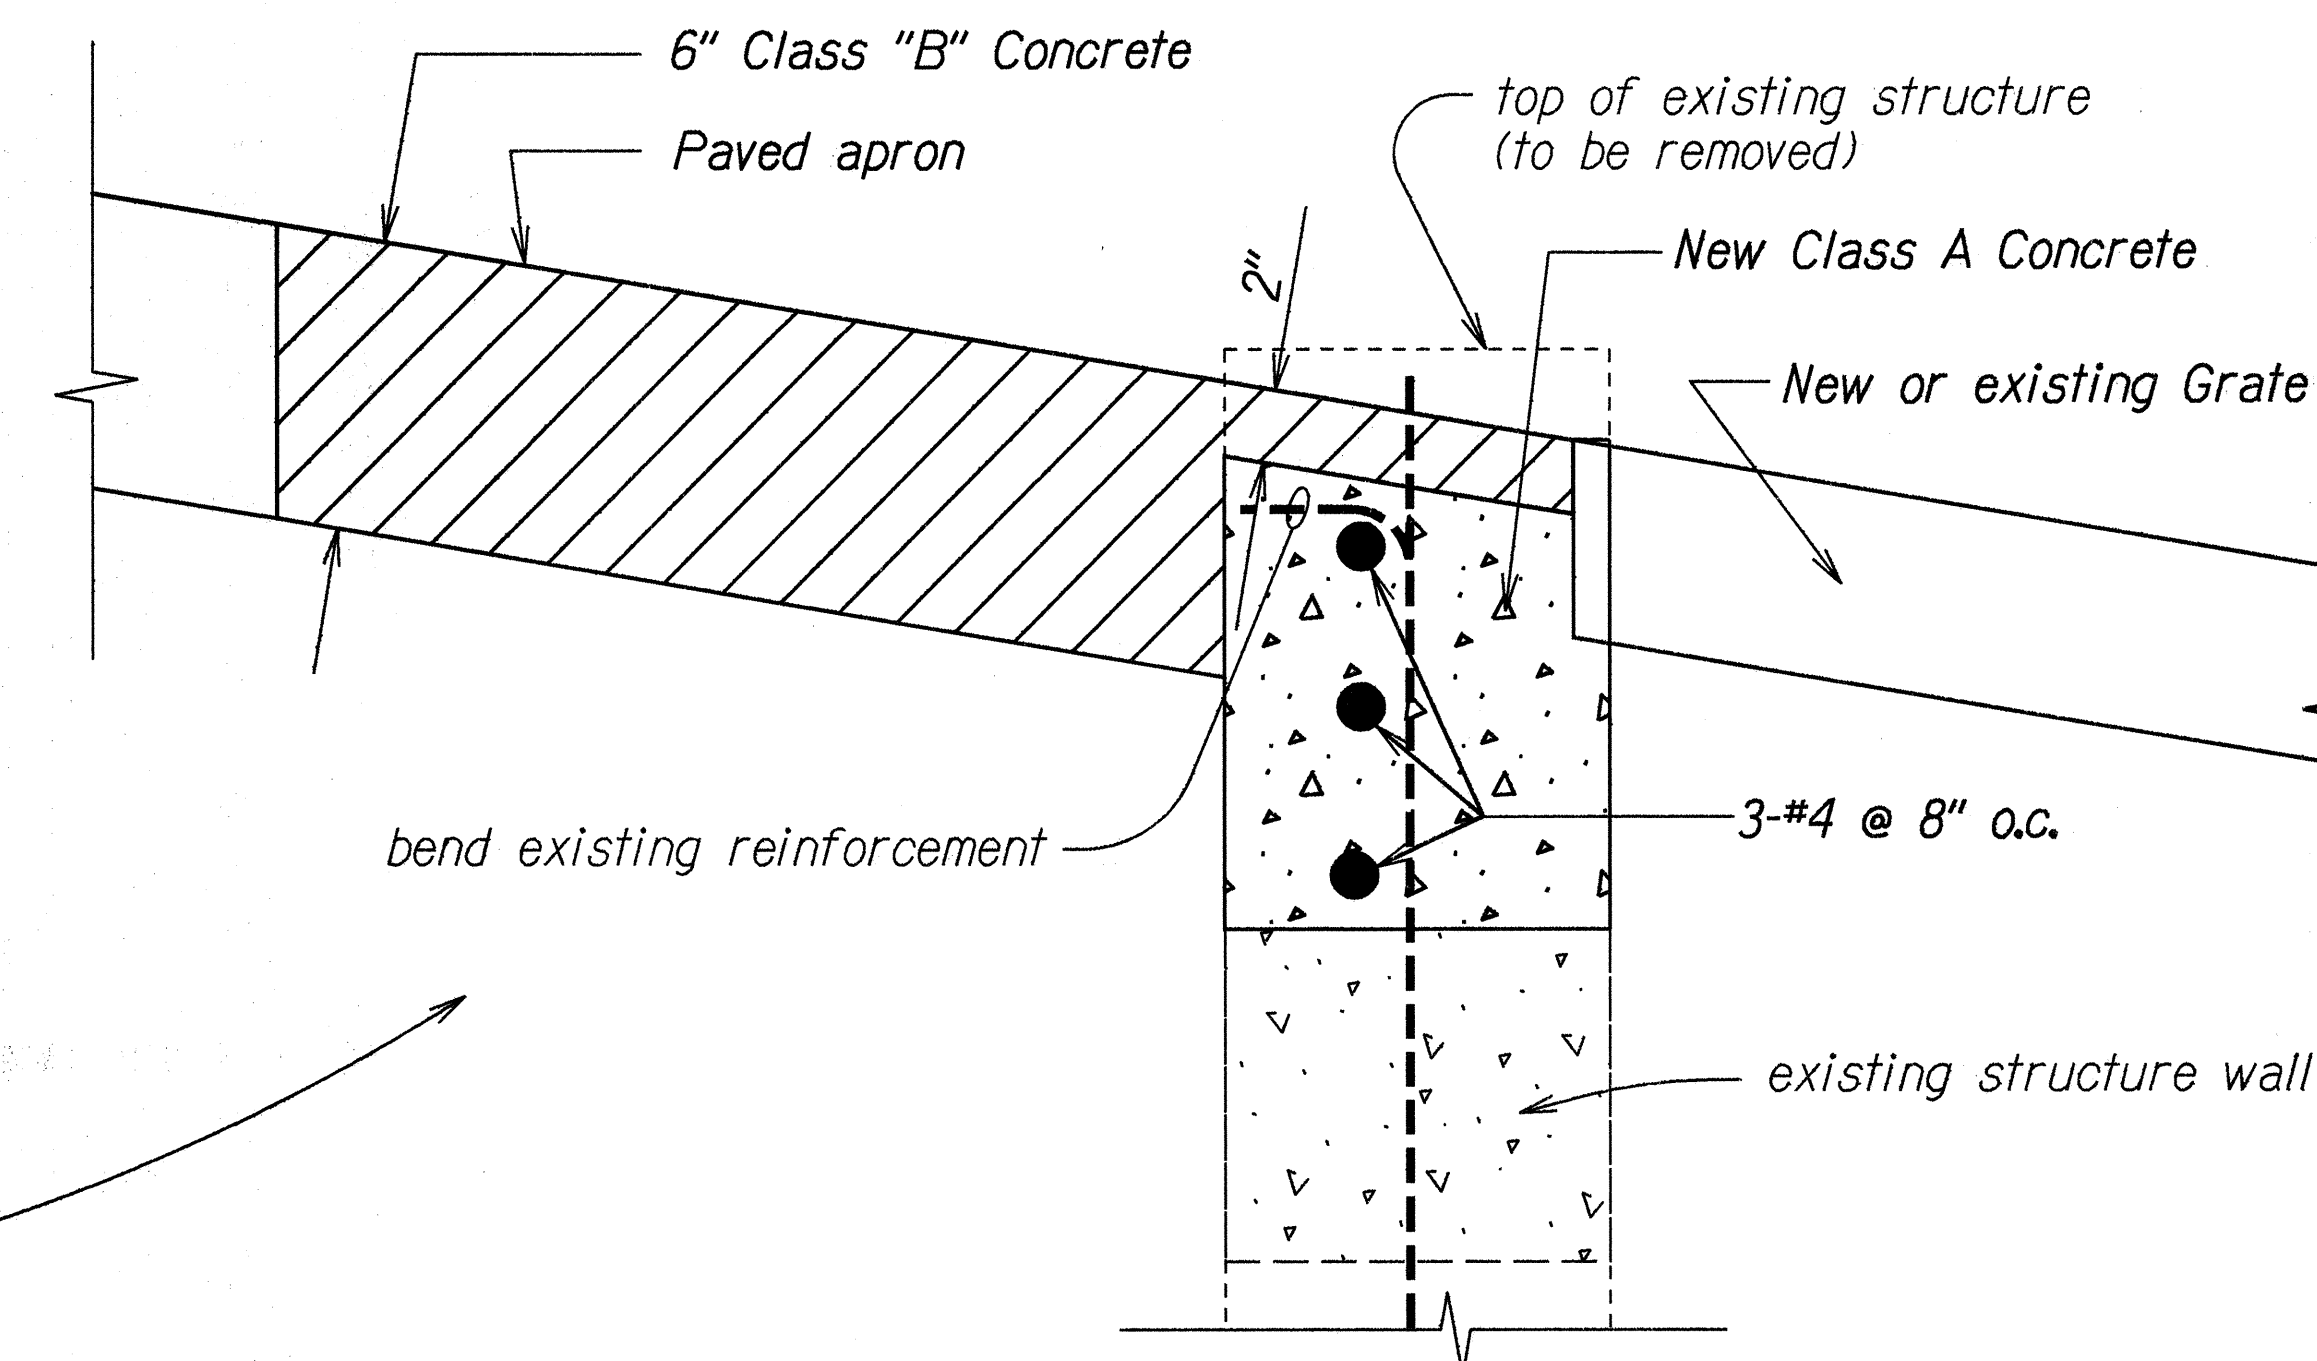 6" Class "B" Concrete
Paved apron
top of existing structure
(to be removed)
2"
New Class A Concrete
New or existing Grate
bend existing reinforcement
3-#4 @ 8" o.c.
existing structure wall